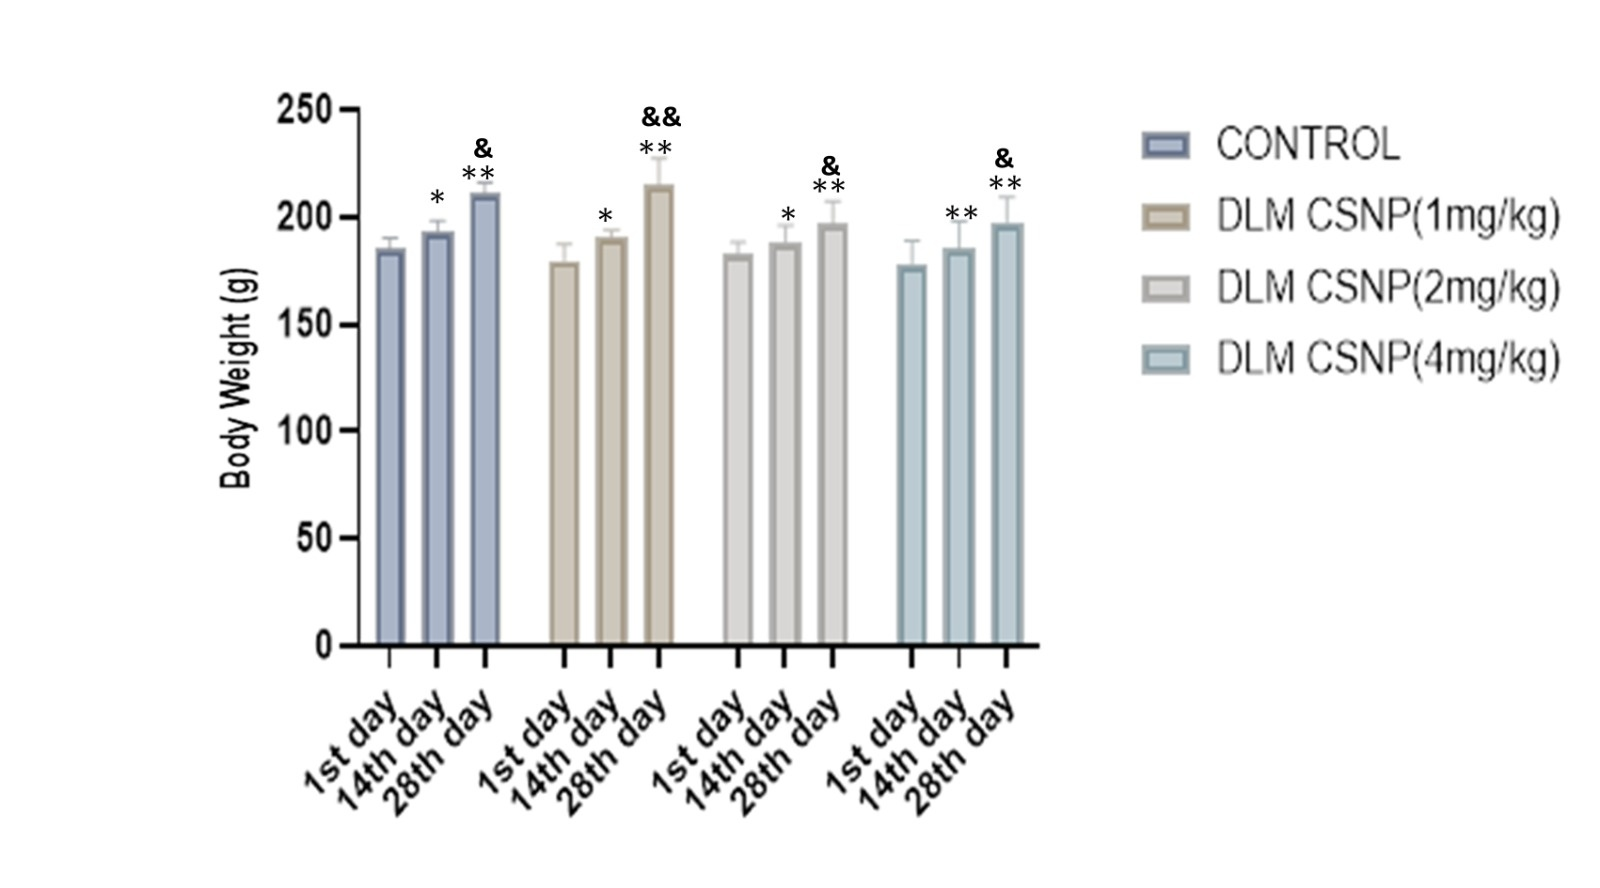 Body Weight (g)
250
200
150
100
50
0
*
&
**
*
&&
**
*
&
**
**
&
**
1st day
14th day
28th day
1st day
14th day
28th day
1st day
14th day
28th day
1st day
14th day
28th day
CONTROL
DLM CSNP(1mg/kg)
DLM CSNP(2mg/kg)
DLM CSNP(4mg/kg)